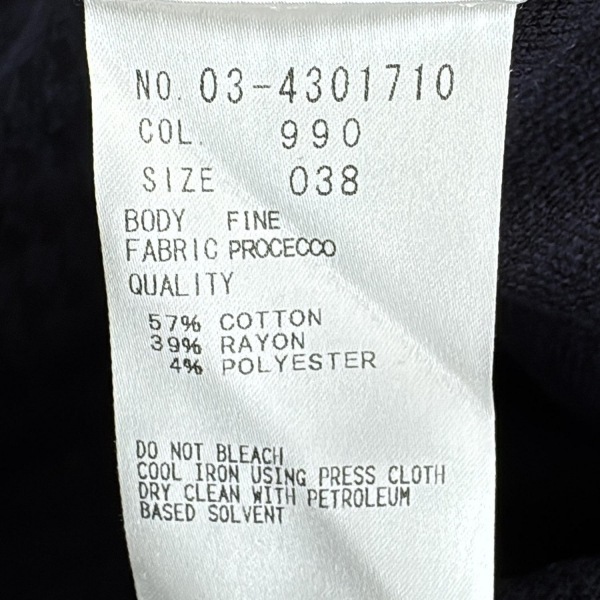 NO. 03-4301710
COL. 990
SIZE 038
BODY FINE
FABRIC PROCECCO
QUALITY
57% COTTON
39% RAYON
4% POLYESTER
DO NOT BLEACH
COOL IRON USING PRESS CLOTH
DRY CLEAN WITH PETROLEUM
BASED SOLVENT